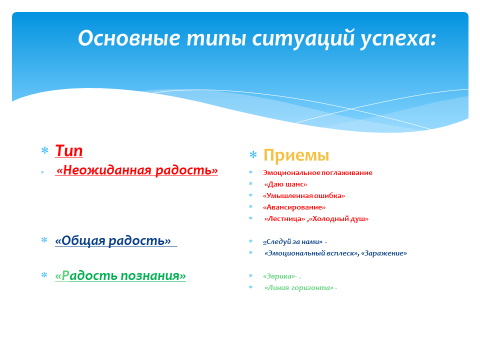 Основные типы ситуаций успеха:
Тип
«Неожиданная радость»
«Общая радость»
«Радость познания»
Приемы
Эмоциональное поглаживание
«Даю шанс»
«Умышленная ошибка»
«Авансирование»
«Лестница» ,«Холодный душ»
«Следуй за нами» -
«Эмоциональный всплеск», «Заражение»
«Эврика»- .
«Линия горизонта» -